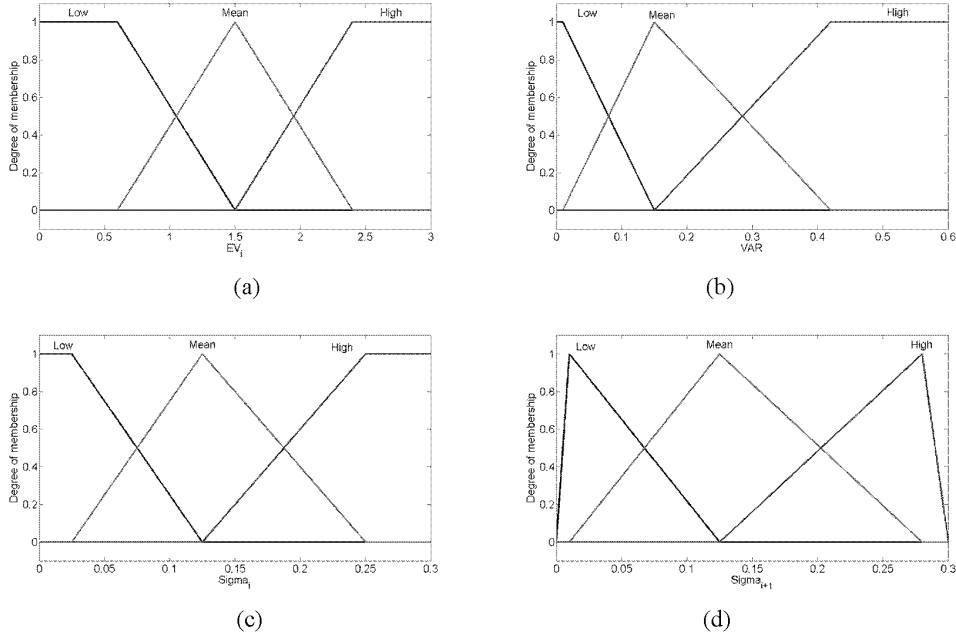 Low Mean High
1
0.8
0.6
0.4
0.2
0
Degree of membership
0 0.5 1 1.5 2 2.5 3
EVi
(a)
Low Mean High
1
0.8
0.6
0.4
0.2
0
Degree of membership
0 0.1 0.2 0.3 0.4 0.5 0.6
VAR
(b)
Low Mean High
1
0.8
0.6
0.4
0.2
0
Degree of membership
0 0.05 0.1 0.15 0.2 0.25 0.3
Sigmai
(c)
Low Mean High
1
0.8
0.6
0.4
0.2
0
Degree of membership
0 0.05 0.1 0.15 0.2 0.25 0.3
Sigmai+1
(d)